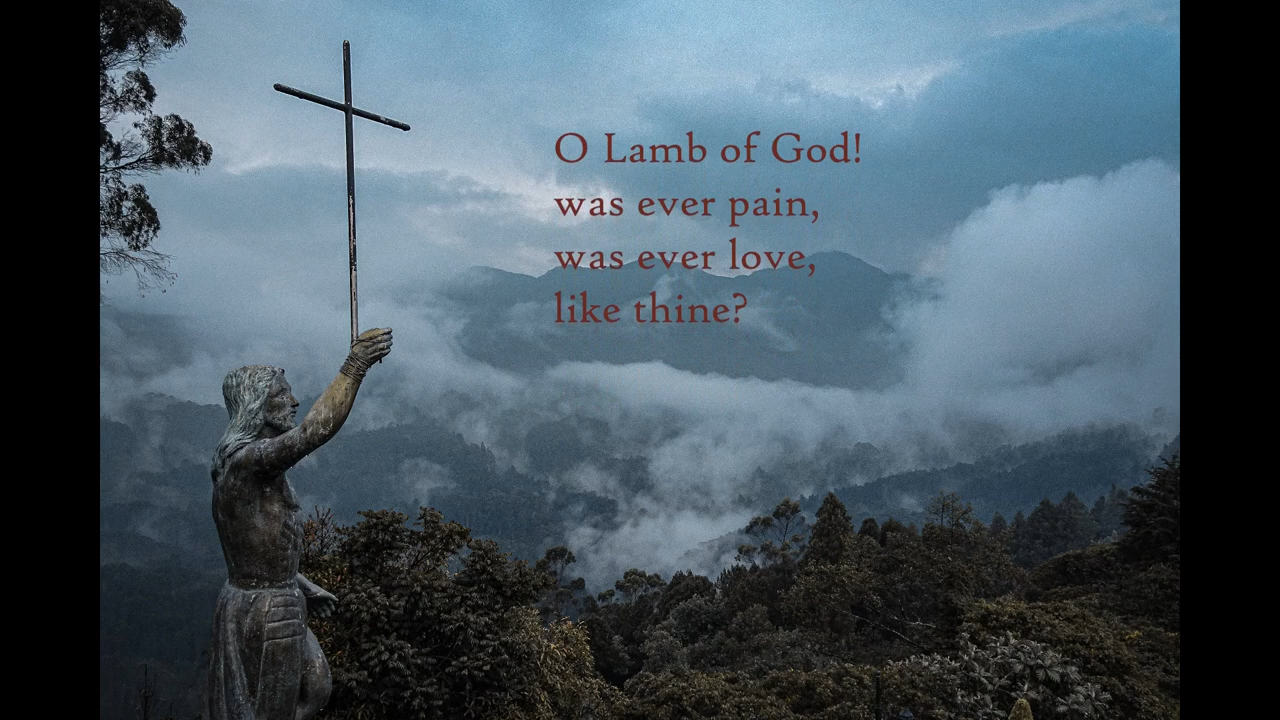 O Lamb of God!
was ever pain,
was ever love,
like thine?